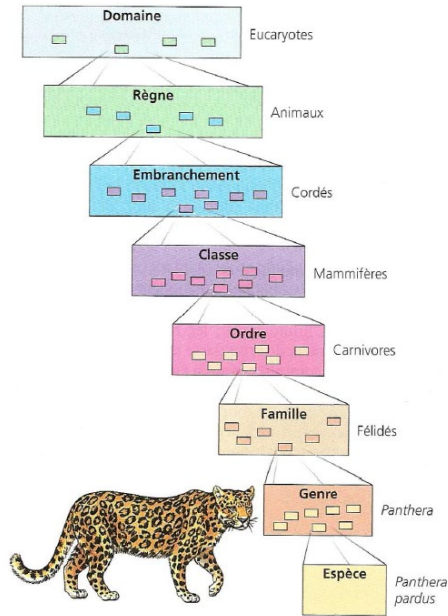 Domaine
Eucaryotes
Règne
Animaux
Embranchement
Cordés
Classe
Mammifères
Ordre
Carnivores
Famille
Félidés
Genre
Panthera
Espèce
Panthera
pardus